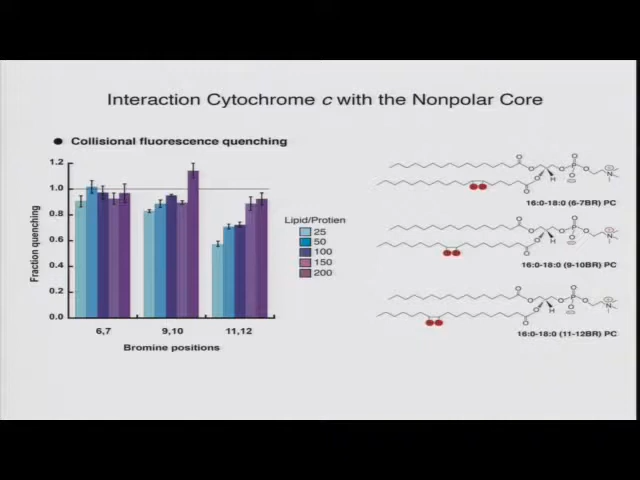 Interaction Cytochrome c with the Nonpolar Core
● Collisional fluorescence quenching
Fraction quenching
1.2
1.0
0.8
0.6
0.4
0.2
0.0
6,7
9,10
11,12
Bromine positions
Lipid/Protien
25
50
100
150
200
16:0-18:0 (6-7BR) PC
16:0-18:0 (9-10BR) PC
16:0-18:0 (11-12BR) PC